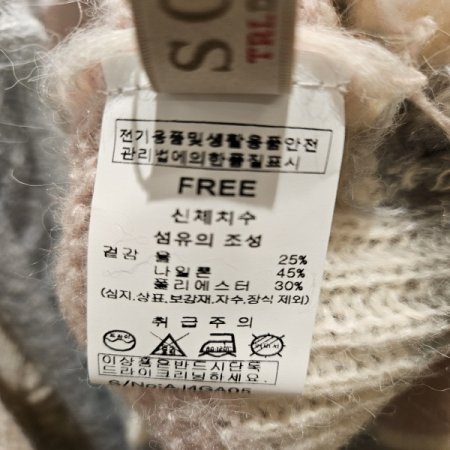 SO
TRL
전기용품및생활용품안전
관리법에의한품질표시
FREE
신체치수
섬유의 조성
겉감 울 25%
나일론 45%
폴리에스터 30%
(심지,상표,보강재,자수,장식 제외)
취급주의
이상품은반드시단독
드라이크리닝하세요.
S/No:AJ4GA05